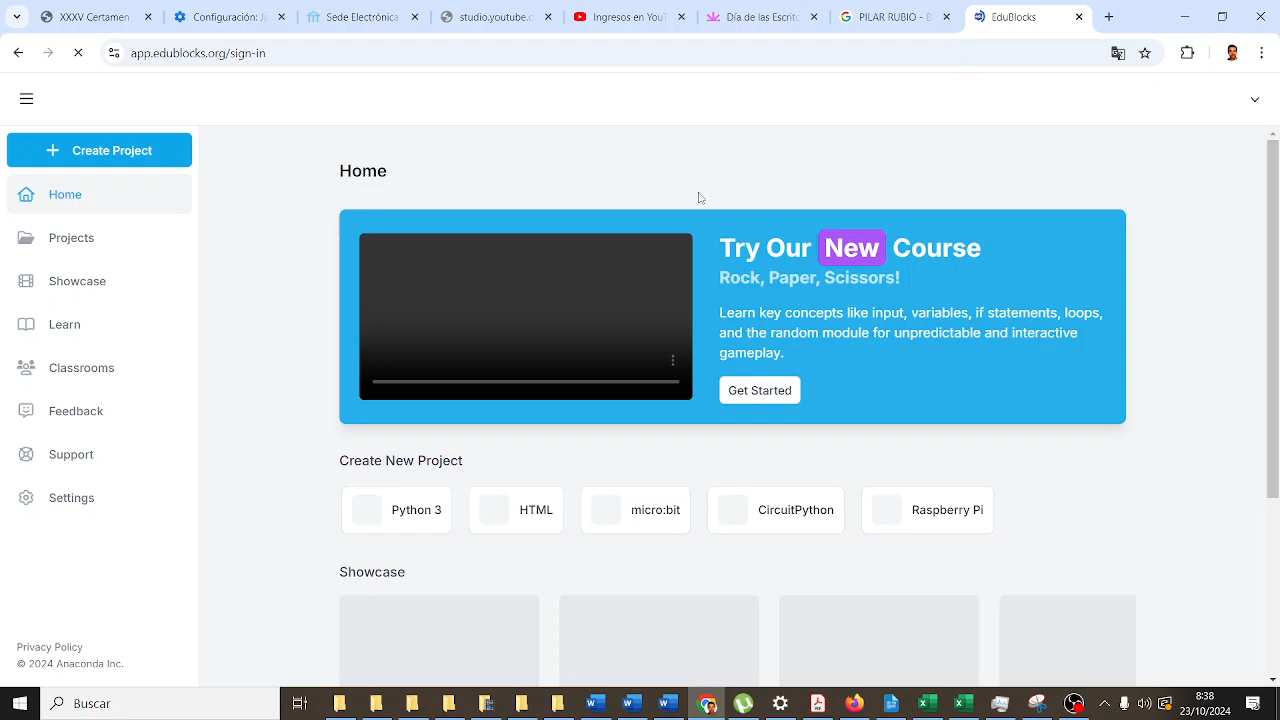 XXXV Certamen
Configuración: Ju
Sede Electrónica
studio.youtube.c
Ingresos en YouT
Día de las Escrito
PILAR RUBIO - B
EduBlocks
app.edublocks.org/sign-in
Create Project
Home
Projects
Showcase
Learn
Classrooms
Feedback
Support
Settings
Privacy Policy
© 2024 Anaconda Inc.
Home
Try Our New Course
Rock, Paper, Scissors!
Learn key concepts like input, variables, if statements, loops,
and the random module for unpredictable and interactive
gameplay.
Get Started
Create New Project
Python 3
HTML
micro:bit
CircuitPython
Raspberry Pi
Showcase
Buscar
8:38
23/10/2024